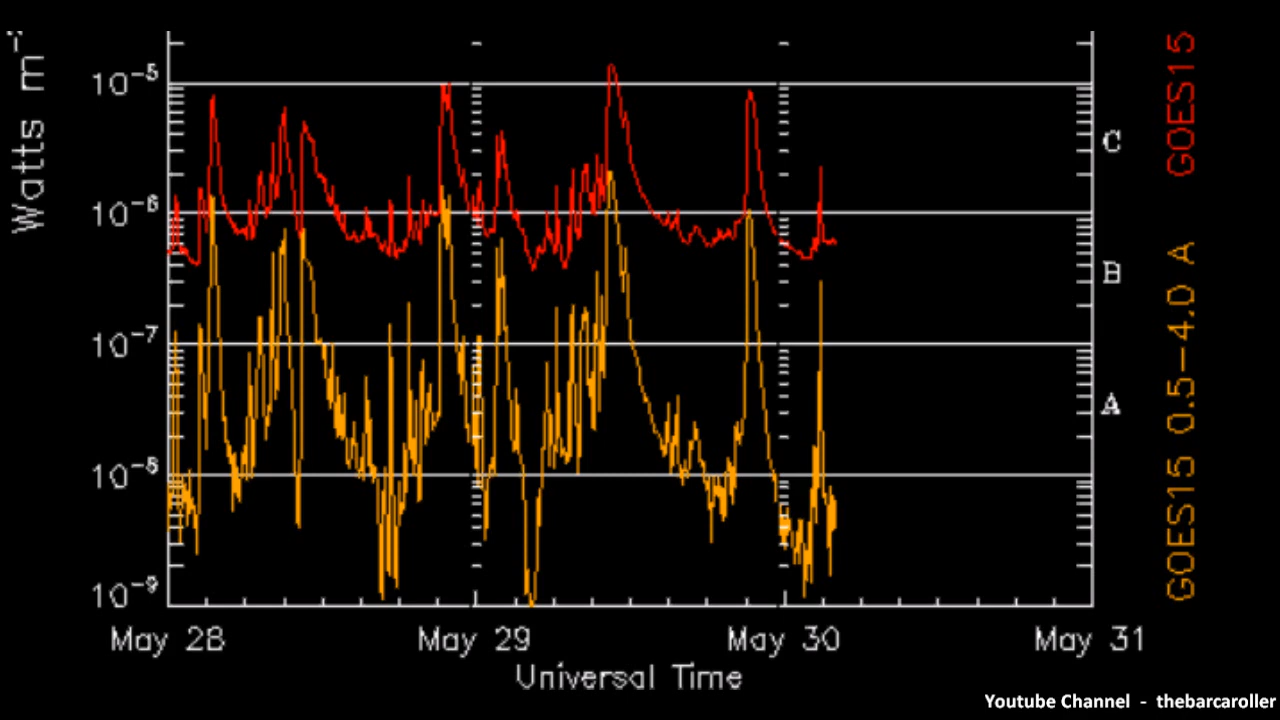 Watts m⁻²
10⁻⁵
10⁻⁶
10⁻⁷
10⁻⁸
10⁻⁹
C
B
A
GOES15
GOES15 0.5–4.0 A
May 28 May 29 May 30 May 31
Universal Time
Youtube Channel - thebarcaroller